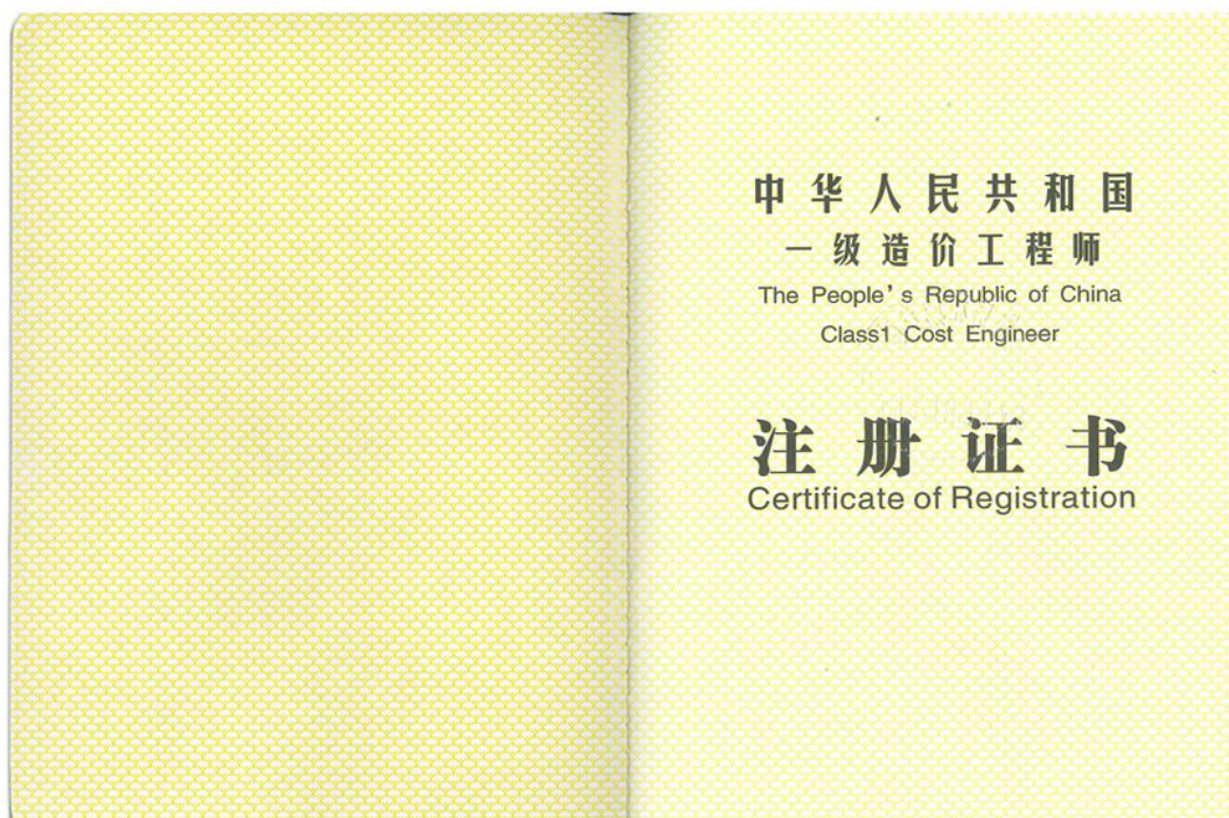 中华人民共和国
一级造价工程师
The People's Republic of China
Class1 Cost Engineer
注册证书
Certificate of Registration